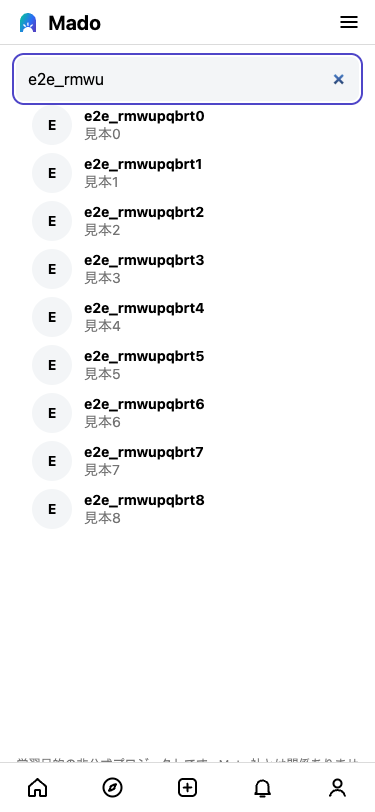 Mado
e2e_rmwu
E
e2e_rmwupqbrt0
見本0
E
e2e_rmwupqbrt1
見本1
E
e2e_rmwupqbrt2
見本2
E
e2e_rmwupqbrt3
見本3
E
e2e_rmwupqbrt4
見本4
E
e2e_rmwupqbrt5
見本5
E
e2e_rmwupqbrt6
見本6
E
e2e_rmwupqbrt7
見本7
E
e2e_rmwupqbrt8
見本8